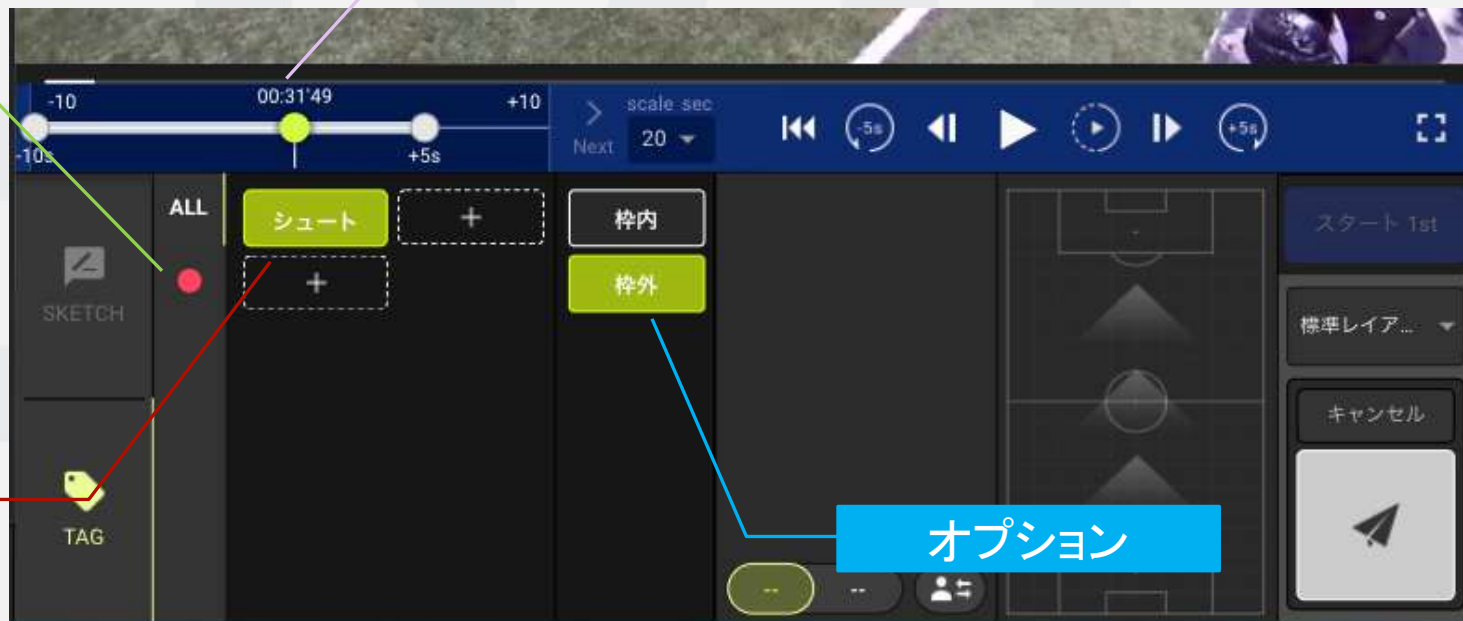 -10 00:31'49 +10
-10s +5s
Next
scale sec
20
-5s
+5s
SKETCH
TAG
ALL
シュート +
+
枠内
枠外
オプション
-- --
スタート 1st
標準レイア...
キャンセル